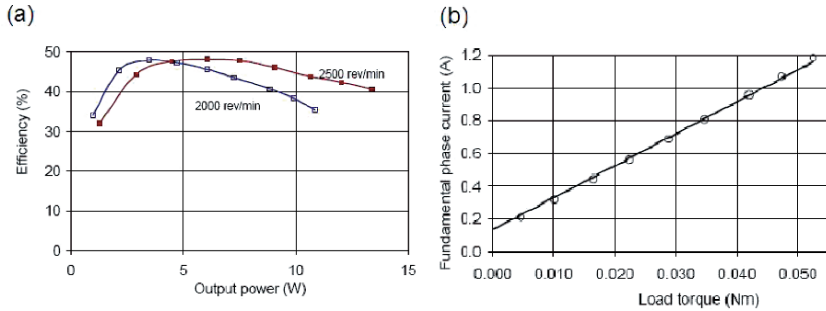 (a)
Efficiency (%)
50
40
30
20
10
0
2500 rev/min
2000 rev/min
0
5
10
15
Output power (W)
(b)
Fundamental phase current (A)
1.2
1.0
0.8
0.6
0.4
0.2
0.0
0.000
0.010
0.020
0.030
0.040
0.050
Load torque (Nm)